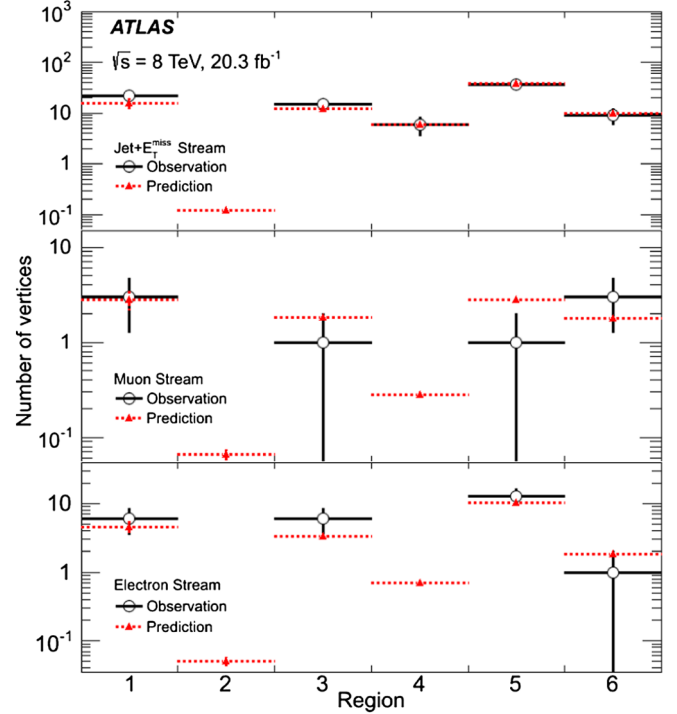 ATLAS
√s = 8 TeV, 20.3 fb⁻¹
10³
10²
10
1
10⁻¹
Jet+E_T^miss Stream
Observation
Prediction
10
1
10⁻¹
Muon Stream
Observation
Prediction
10
1
10⁻¹
Electron Stream
Observation
Prediction
Number of vertices
1 2 3 4 5 6
Region